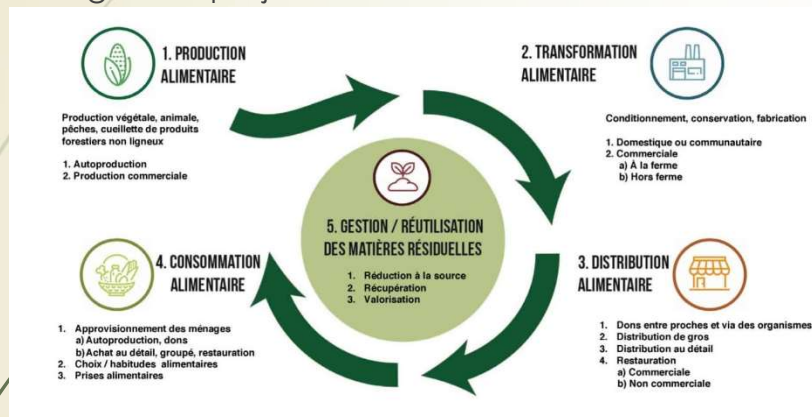 1. PRODUCTION
ALIMENTAIRE
Production végétale, animale,
pêches, cueillette de produits
forestiers non ligneux
1. Autoproduction
2. Production commerciale
2. TRANSFORMATION
ALIMENTAIRE
Conditionnement, conservation, fabrication
1. Domestique ou communautaire
2. Commerciale
a) À la ferme
b) Hors ferme
3. DISTRIBUTION
ALIMENTAIRE
1. Dons entre proches et via des organismes
2. Distribution de gros
3. Distribution au détail
4. Restauration
a) Commerciale
b) Non commerciale
4. CONSOMMATION
ALIMENTAIRE
1. Approvisionnement des ménages
a) Autoproduction, dons
b) Achat au détail, groupé, restauration
2. Choix / habitudes alimentaires
3. Prises alimentaires
5. GESTION / RÉUTILISATION
DES MATIÈRES RÉSIDUELLES
1. Réduction à la source
2. Récupération
3. Valorisation